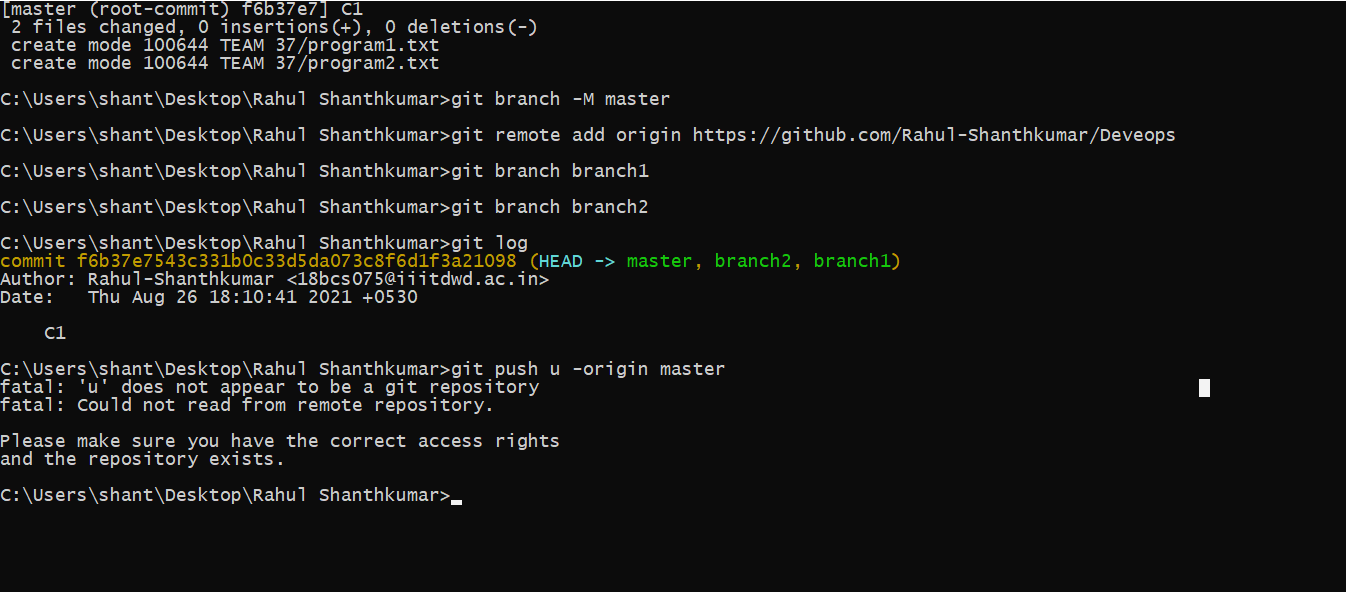 [master (root-commit) f6b37e7] C1
 2 files changed, 0 insertions(+), 0 deletions(-)
 create mode 100644 TEAM 37/program1.txt
 create mode 100644 TEAM 37/program2.txt
C:\Users\shant\Desktop\Rahul Shanthkumar>git branch -M master
C:\Users\shant\Desktop\Rahul Shanthkumar>git remote add origin https://github.com/Rahul-Shanthkumar/Deveops
C:\Users\shant\Desktop\Rahul Shanthkumar>git branch branch1
C:\Users\shant\Desktop\Rahul Shanthkumar>git branch branch2
C:\Users\shant\Desktop\Rahul Shanthkumar>git log
commit f6b37e7543c331b0c33d5da073c8f6d1f3a21098 (HEAD -> master, branch2, branch1)
Author: Rahul-Shanthkumar <18bcs075@iiitdwd.ac.in>
Date:   Thu Aug 26 18:10:41 2021 +0530
    C1
C:\Users\shant\Desktop\Rahul Shanthkumar>git push u -origin master
fatal: 'u' does not appear to be a git repository
fatal: Could not read from remote repository.
Please make sure you have the correct access rights
and the repository exists.
C:\Users\shant\Desktop\Rahul Shanthkumar>